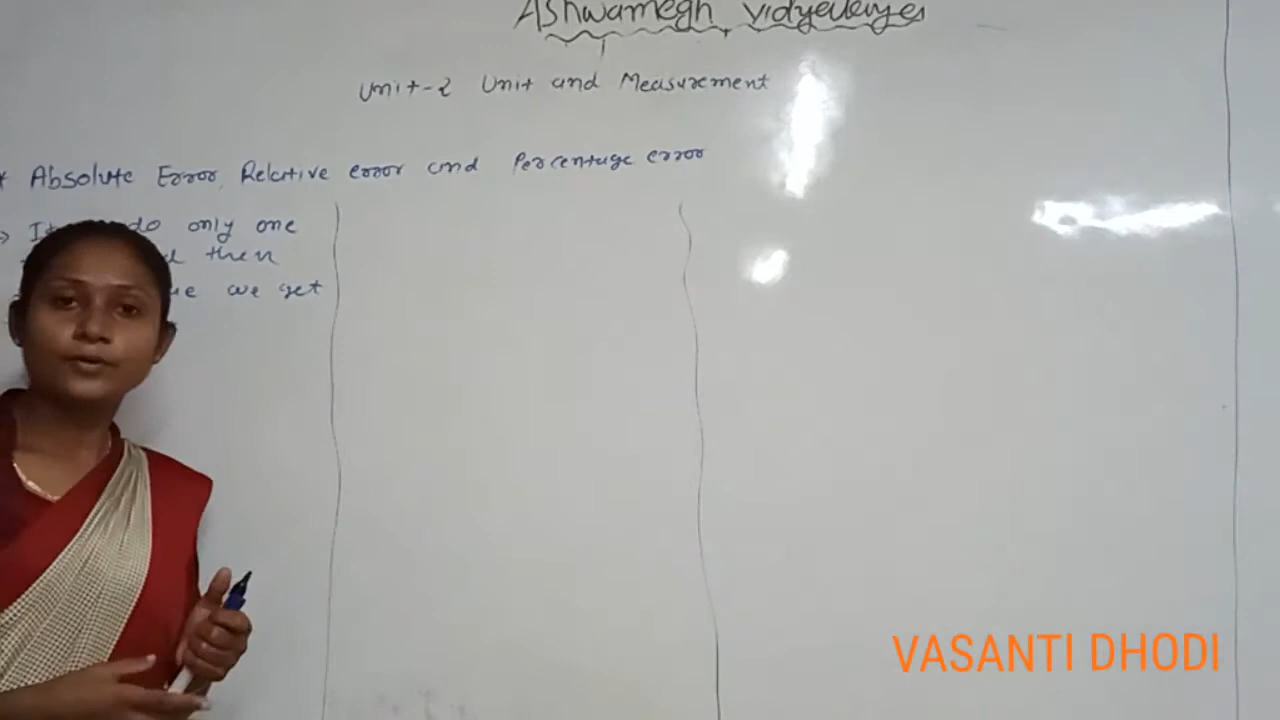 Ashwamegh vidyalaya
Unit-2 Unit and Measurement
* Absolute Error, Relative error and Percentage error
→ do only one
then
we get
VASANTI DHODI